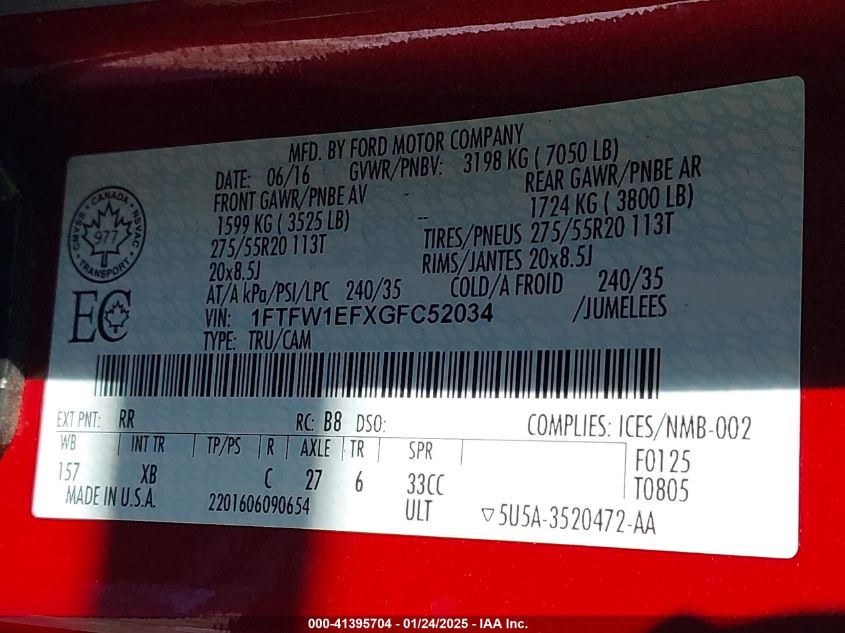 MFD. BY FORD MOTOR COMPANY
DATE: 06/16 GVWR/PNBV: 3198 KG ( 7050 LB)
FRONT GAWR/PNBE AV REAR GAWR/PNBE AR
1599 KG ( 3525 LB) -- 1724 KG ( 3800 LB)
275/55R20 113T TIRES/PNEUS 275/55R20 113T
20x8.5J RIMS/JANTES 20x8.5J
AT/A kPa/PSI/LPC 240/35 COLD/A FROID 240/35
VIN: 1FTFW1EFXGFC52034 /JUMELEES
TYPE: TRU/CAM
CANADA
NSVAC
977
SSVAC
TRANSPORT
EC
EXT PNT: RR RC: B8 DSO: COMPLIES: ICES/NMB-002
WB INT TR TP/PS R AXLE TR SPR F0125
157 XB C 27 6 33CC T0805
MADE IN U.S.A. 2201606090654 ULT ▽5U5A-3520472-AA
000-41395704 - 01/24/2025 - IAA Inc.